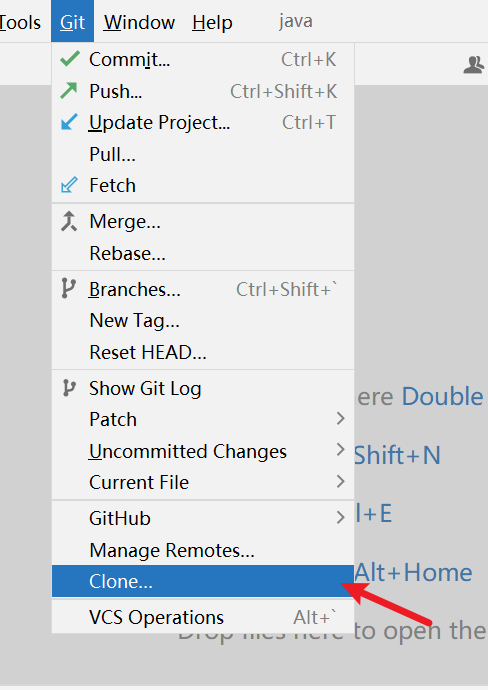 Tools Git Window Help java
Commit... Ctrl+K
Push... Ctrl+Shift+K
Update Project... Ctrl+T
Pull...
Fetch
Merge...
Rebase...
Branches... Ctrl+Shift+`
New Tag...
Reset HEAD...
Show Git Log
Patch
ere Double
Uncommitted Changes
Shift+N
Current File
GitHub
l+E
Manage Remotes...
Clone...
Alt+Home
VCS Operations Alt+`
Drop files here to open the